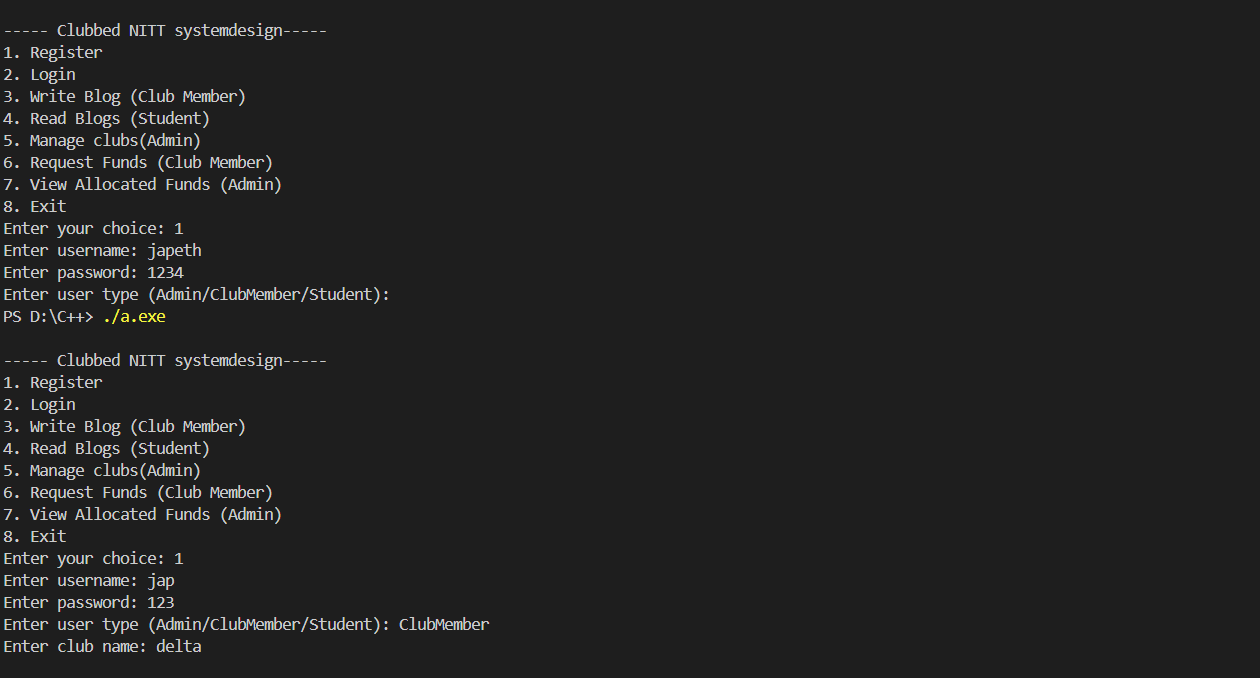 ----- Clubbed NITT systemdesign-----
1. Register
2. Login
3. Write Blog (Club Member)
4. Read Blogs (Student)
5. Manage clubs(Admin)
6. Request Funds (Club Member)
7. View Allocated Funds (Admin)
8. Exit
Enter your choice: 1
Enter username: japeth
Enter password: 1234
Enter user type (Admin/ClubMember/Student):
PS D:\C++> ./a.exe
----- Clubbed NITT systemdesign-----
1. Register
2. Login
3. Write Blog (Club Member)
4. Read Blogs (Student)
5. Manage clubs(Admin)
6. Request Funds (Club Member)
7. View Allocated Funds (Admin)
8. Exit
Enter your choice: 1
Enter username: jap
Enter password: 123
Enter user type (Admin/ClubMember/Student): ClubMember
Enter club name: delta